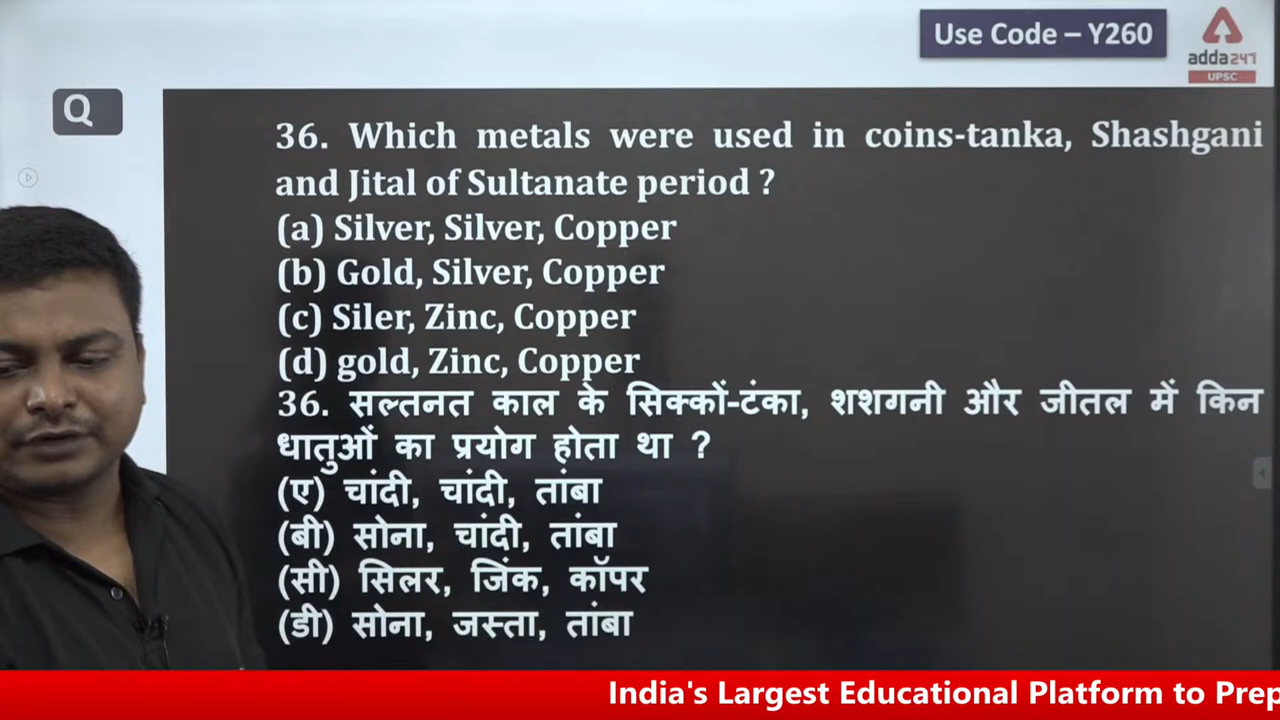 Use Code – Y260
adda247
UPSC
Q
36. Which metals were used in coins-tanka, Shashgani
and Jital of Sultanate period ?
(a) Silver, Silver, Copper
(b) Gold, Silver, Copper
(c) Siler, Zinc, Copper
(d) gold, Zinc, Copper
36. सल्तनत काल के सिक्कों-टंका, शशगनी और जीतल में किन
धातुओं का प्रयोग होता था ?
(ए) चांदी, चांदी, तांबा
(बी) सोना, चांदी, तांबा
(सी) सिलर, जिंक, कॉपर
(डी) सोना, जस्ता, तांबा
India's Largest Educational Platform to Prep